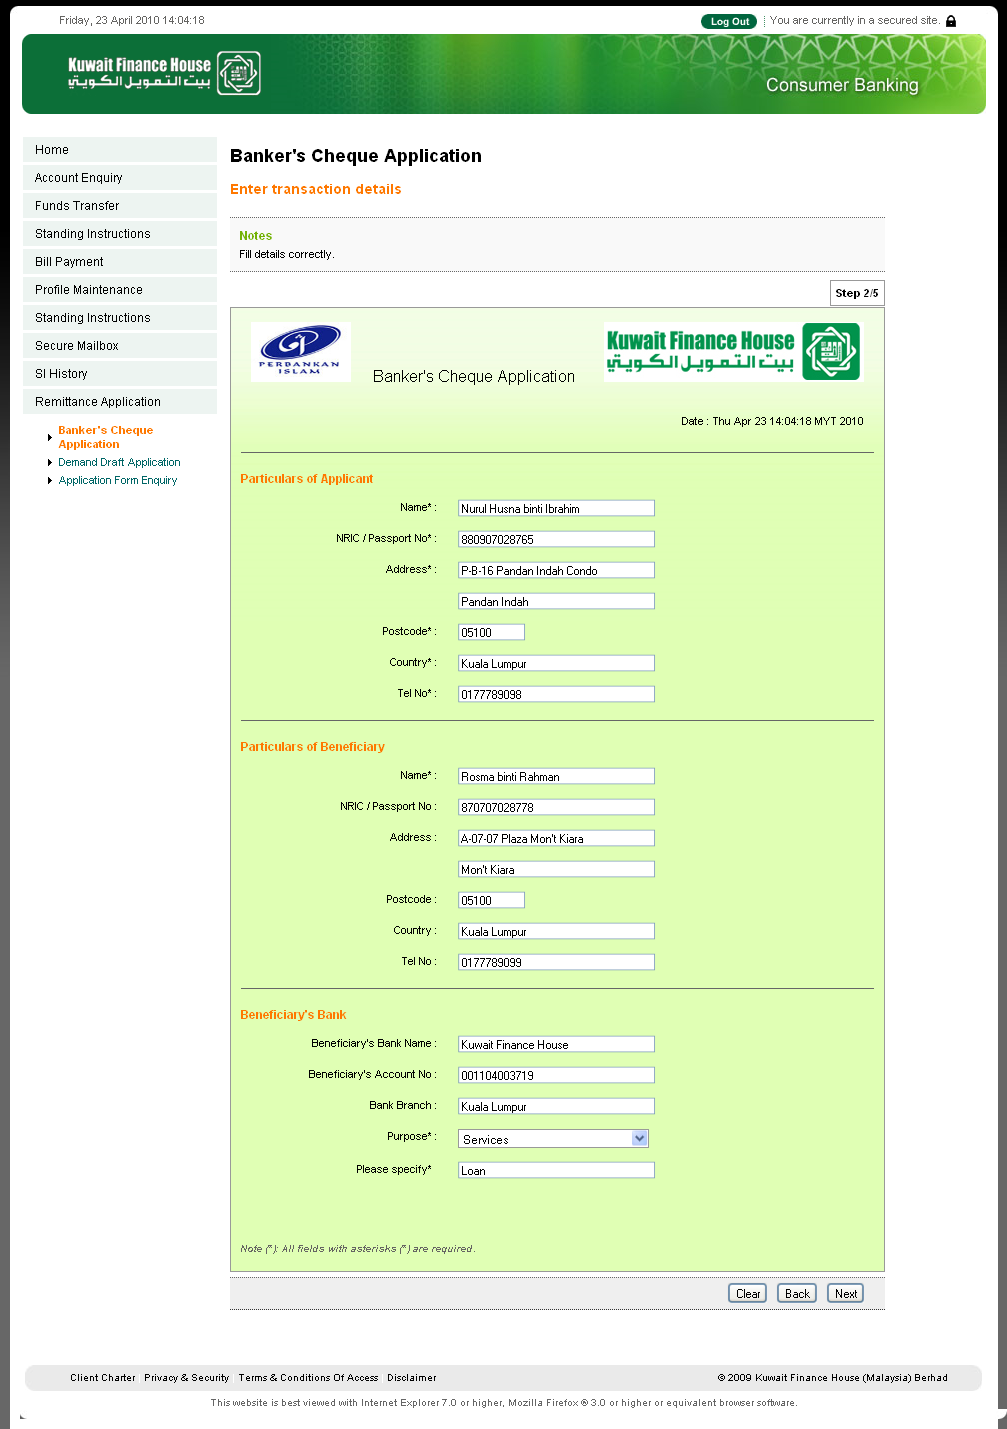 Friday, 23 April 2010 14:04:18
Log Out
You are currently in a secured site.
Kuwait Finance House
بيت التمويل الكويتي
Consumer Banking
Home
Account Enquiry
Funds Transfer
Standing Instructions
Bill Payment
Profile Maintenance
Standing Instructions
Secure Mailbox
SI History
Remittance Application
Banker's Cheque
Application
Demand Draft Application
Application Form Enquiry
Banker's Cheque Application
Enter transaction details
Notes
Fill details correctly.
Step 2/5
PERBANKAN
ISLAM
Banker's Cheque Application
Kuwait Finance House
بيت التمويل الكويتي
Date : Thu Apr 23 14:04:18 MYT 2010
Particulars of Applicant
Name* : Nurul Husna binti Ibrahim
NRIC / Passport No* : 880907028765
Address* : P-B-16 Pandan Indah Condo
Pandan Indah
Postcode* : 05100
Country* : Kuala Lumpur
Tel No* : 0177789098
Particulars of Beneficiary
Name* : Rosma binti Rahman
NRIC / Passport No : 870707028778
Address : A-07-07 Plaza Mon't Kiara
Mon't Kiara
Postcode : 05100
Country : Kuala Lumpur
Tel No : 0177789099
Beneficiary's Bank
Beneficiary's Bank Name : Kuwait Finance House
Beneficiary's Account No : 001104003719
Bank Branch : Kuala Lumpur
Purpose* : Services
Please specify* Loan
Note (*): All fields with asterisks (*) are required.
Clear Back Next
Client Charter Privacy & Security Terms & Conditions Of Access Disclaimer
© 2009 Kuwait Finance House (Malaysia) Berhad
This website is best viewed with Internet Explorer 7.0 or higher, Mozilla Firefox ® 3.0 or higher or equivalent browser software.